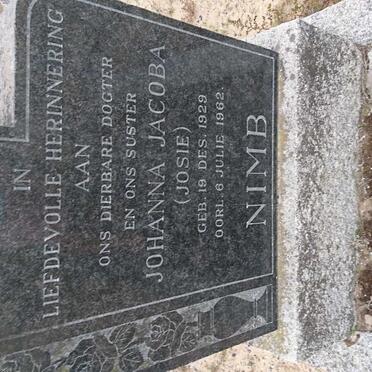 IN
LIEFDEVOLLE HERINNERING
AAN
ONS DIERBARE DOGTER
EN ONS SUSTER
JOHANNA JACOBA
(JOSIE)
GEB. 19 DES. 1929
OORL. 6 JULIE 1962.
NIMB